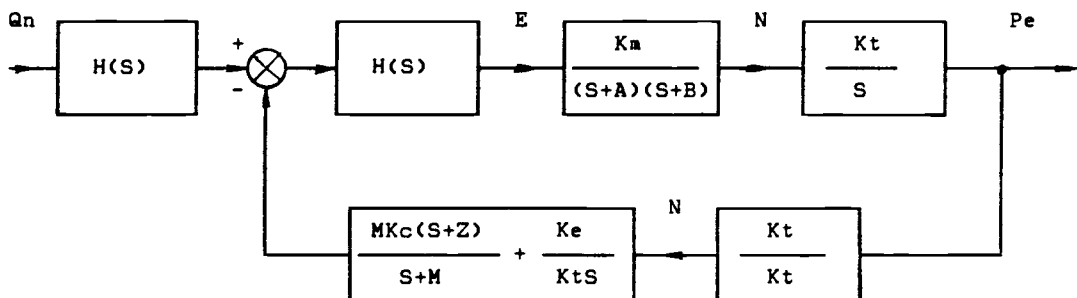 Qn
H(S)
+
-
H(S)
E
Km
(S+A)(S+B)
N
Kt
S
Pe
MKc(S+Z)
S+M
+
Ke
KtS
N
Kt
Kt